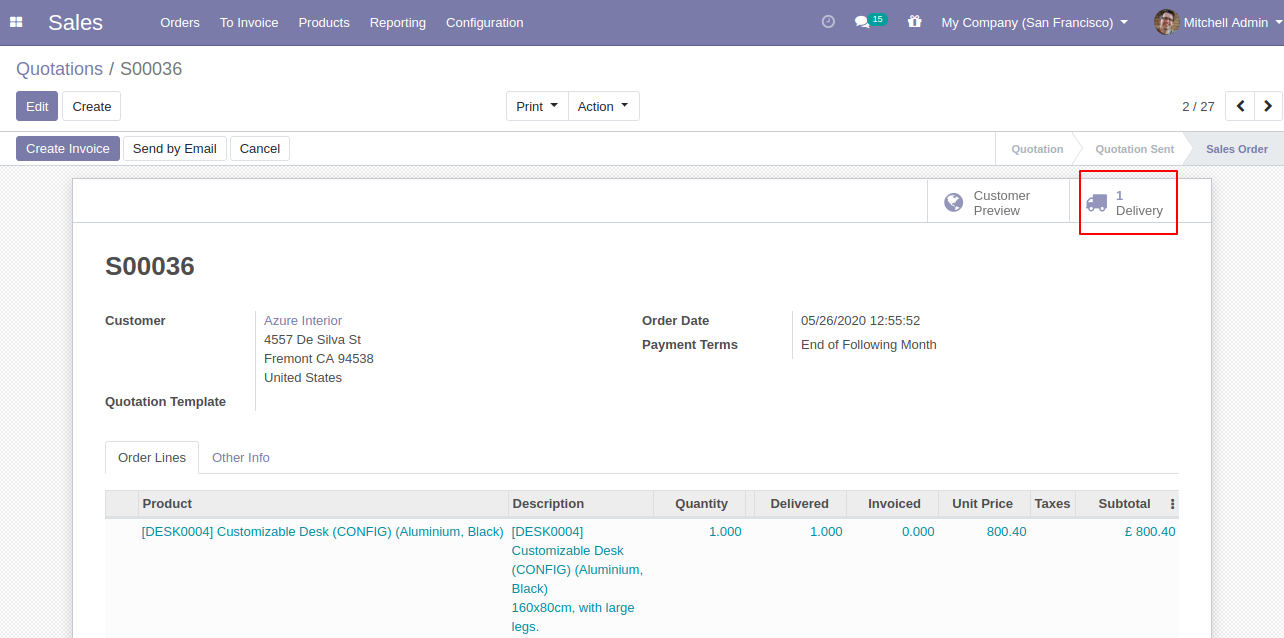 Sales Orders To Invoice Products Reporting Configuration 15 My Company (San Francisco) Mitchell Admin
Quotations / S00036
Edit Create Print Action 2 / 27
Create Invoice Send by Email Cancel Quotation Quotation Sent Sales Order
Customer Preview
1 Delivery
S00036
Customer Azure Interior
4557 De Silva St
Fremont CA 94538
United States
Quotation Template
Order Date 05/26/2020 12:55:52
Payment Terms End of Following Month
Order Lines Other Info
Product Description Quantity Delivered Invoiced Unit Price Taxes Subtotal
[DESK0004] Customizable Desk (CONFIG) (Aluminium, Black) [DESK0004] 1.000 1.000 0.000 800.40 £ 800.40
Customizable Desk
(CONFIG) (Aluminium,
Black)
160x80cm, with large
legs.